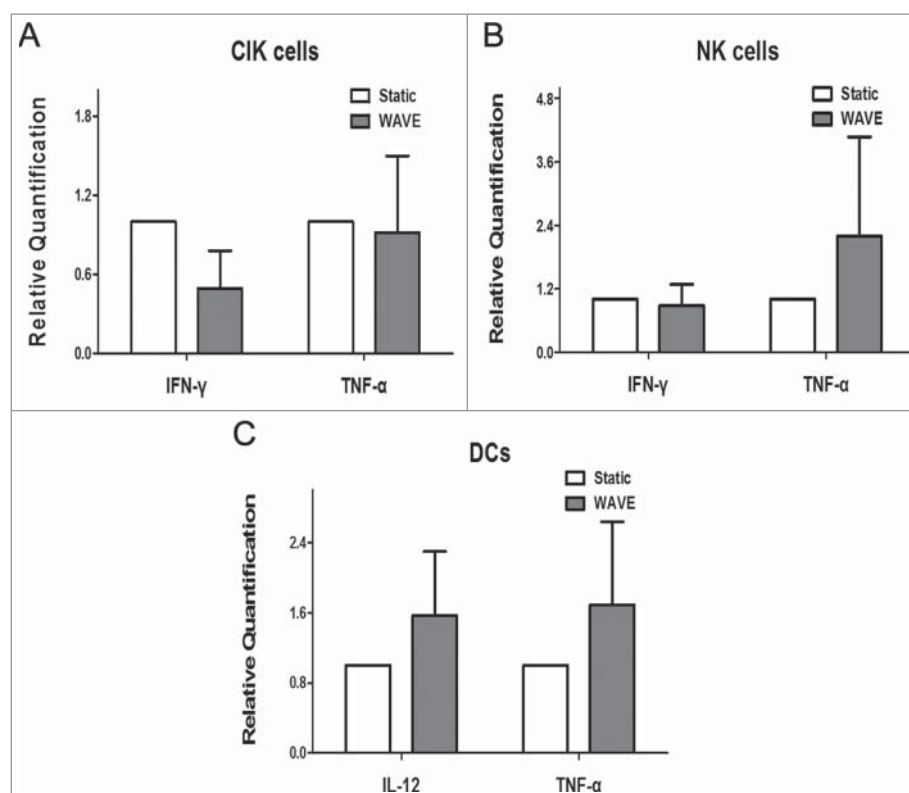 A
CIK cells
Static
WAVE
Relative Quantification
1.8
1.2
0.6
0.0
IFN-γ TNF-α
B
NK cells
Static
WAVE
Relative Quantification
4.8
3.6
2.4
1.2
0.0
IFN-γ TNF-α
C
DCs
Static
WAVE
Relative Quantification
2.4
1.6
0.8
0.0
IL-12 TNF-α